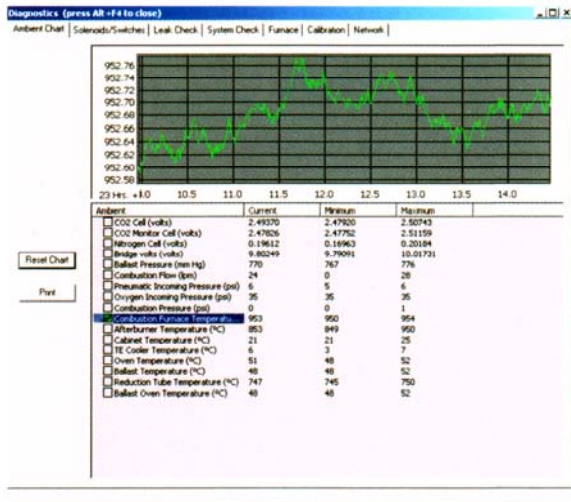 Diagnostics (press Alt +F4 to close)
Ambient Chart Solenoids/Switches Leak Check System Check Furnace Calibration Network
952.76
952.74
952.72
952.70
952.68
952.66
952.64
952.62
952.60
952.58
23 Hrs. + 10.5 11.0 11.5 12.0 12.5 13.0 13.5 14.0
Ambient Current Minimum Maximum
CO2 Cell (volts) 2.49370 2.47920 2.50743
CO2 Monitor Cell (volts) 2.47826 2.47752 2.51159
Nitrogen Cell (volts) 0.19612 0.16963 0.20184
Bridge volts (volts) 9.80249 9.79091 10.01731
Ballast Pressure (mm Hg) 770 767 776
Combustion Flow (lpm) 24 0 28
Pneumatic Incoming Pressure (psi) 6 5 6
Oxygen Incoming Pressure (psi) 35 35 35
Combustion Pressure (psi) 0 1
Combustion Furnace Temperatu... 953 950 954
Afterburner Temperature (ºC) 853 849 950
Cabinet Temperature (ºC) 21 21 25
TE Cooler Temperature (ºC) 6 3 7
Oven Temperature (ºC) 51 48 52
Ballast Temperature (ºC) 48 48 52
Reduction Tube Temperature (ºC) 747 745 750
Ballast Oven Temperature (ºC) 48 48 52
Reset Chart
Print